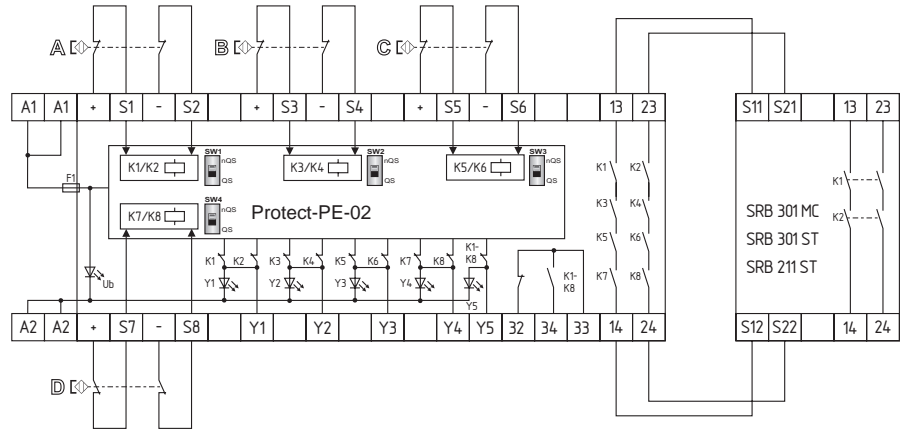 A B C
A1 A1 + S1 - S2 + S3 - S4 + S5 - S6 13 23 S11 S21 13 23
SW1 nQS QS SW2 nQS QS SW3 nQS QS
K1/K2 K3/K4 K5/K6
F1
SW4 nQS QS
K7/K8 Protect-PE-02
K1 K2
K3 K4
K5 K6
K7 K8
K1
K2
SRB 301 MC
SRB 301 ST
SRB 211 ST
K1 K2 K3 K4 K5 K6 K7 K8 K1-
K8
K1-
K8
Ub Y1 Y2 Y3 Y4 Y5
A2 A2 + S7 - S8 Y1 Y2 Y3 Y4 Y5 32 34 33 14 24 S12 S22 14 24
D